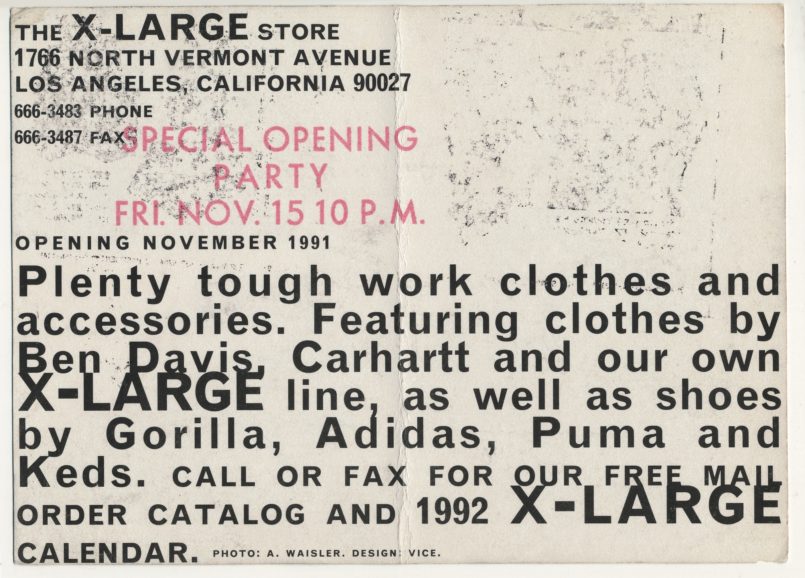 THE X-LARGE STORE
1766 NORTH VERMONT AVENUE
LOS ANGELES, CALIFORNIA 90027
666-3483 PHONE
666-3487 FAX
SPECIAL OPENING
PARTY
FRI. NOV. 15 10 P.M.
OPENING NOVEMBER 1991
Plenty tough work clothes and
accessories. Featuring clothes by
Ben Davis, Carhartt and our own
X-LARGE line, as well as shoes
by Gorilla, Adidas, Puma and
Keds. CALL OR FAX FOR OUR FREE MAIL
ORDER CATALOG AND 1992 X-LARGE
CALENDAR. PHOTO: A. WAISLER. DESIGN: VICE.